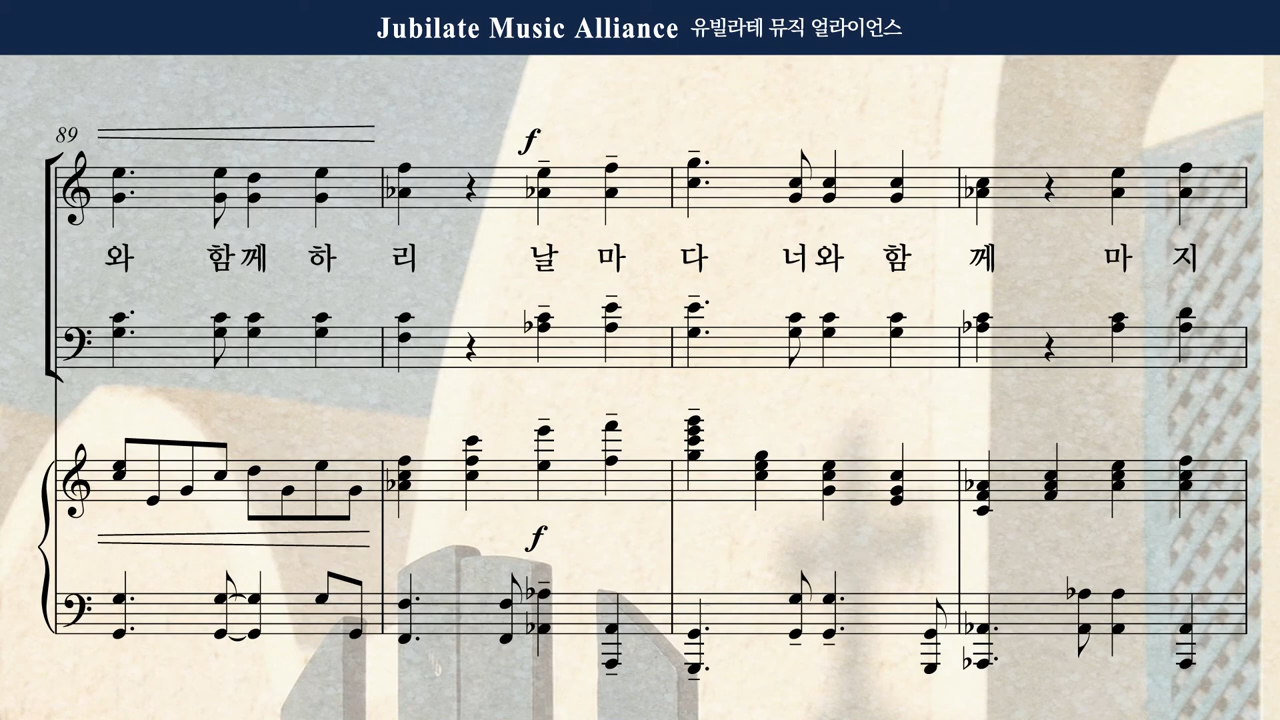 Jubilate Music Alliance 유빌라테 뮤직 얼라이언스
89
f
와 함께 하 리 날 마 다 너와 함 께 마 지
f